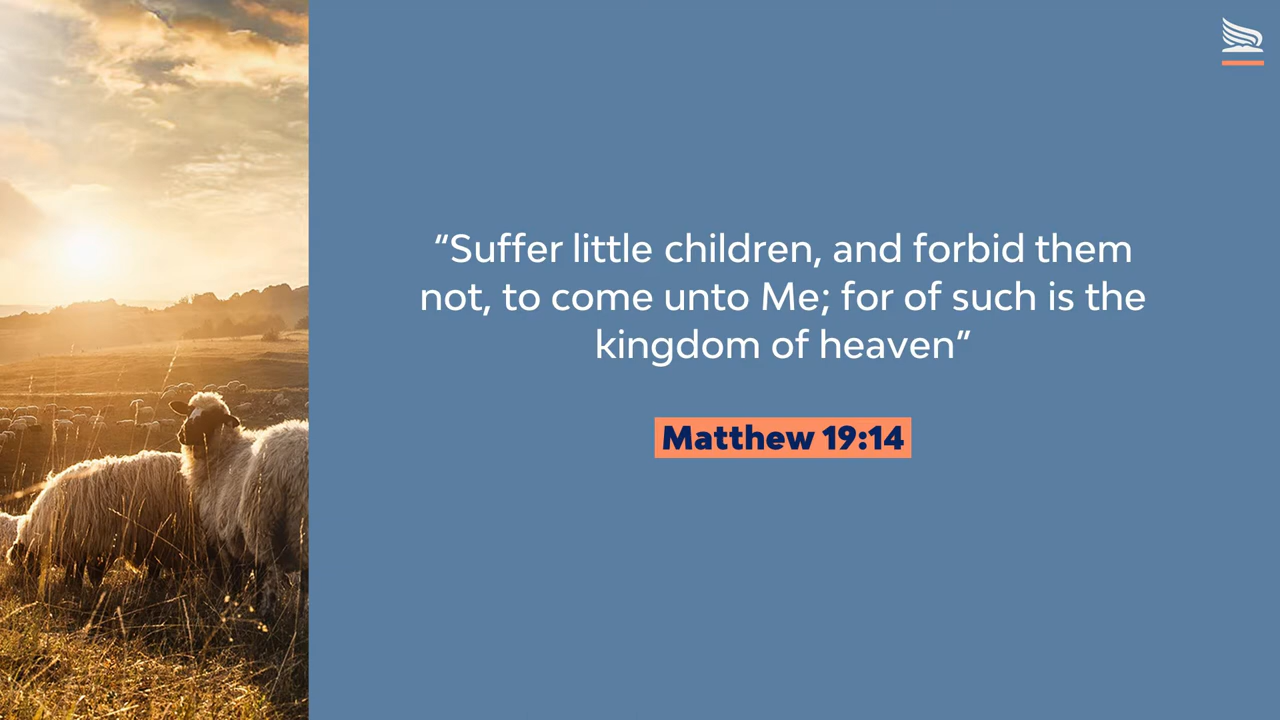 “Suffer little children, and forbid them
not, to come unto Me; for of such is the
kingdom of heaven”
Matthew 19:14